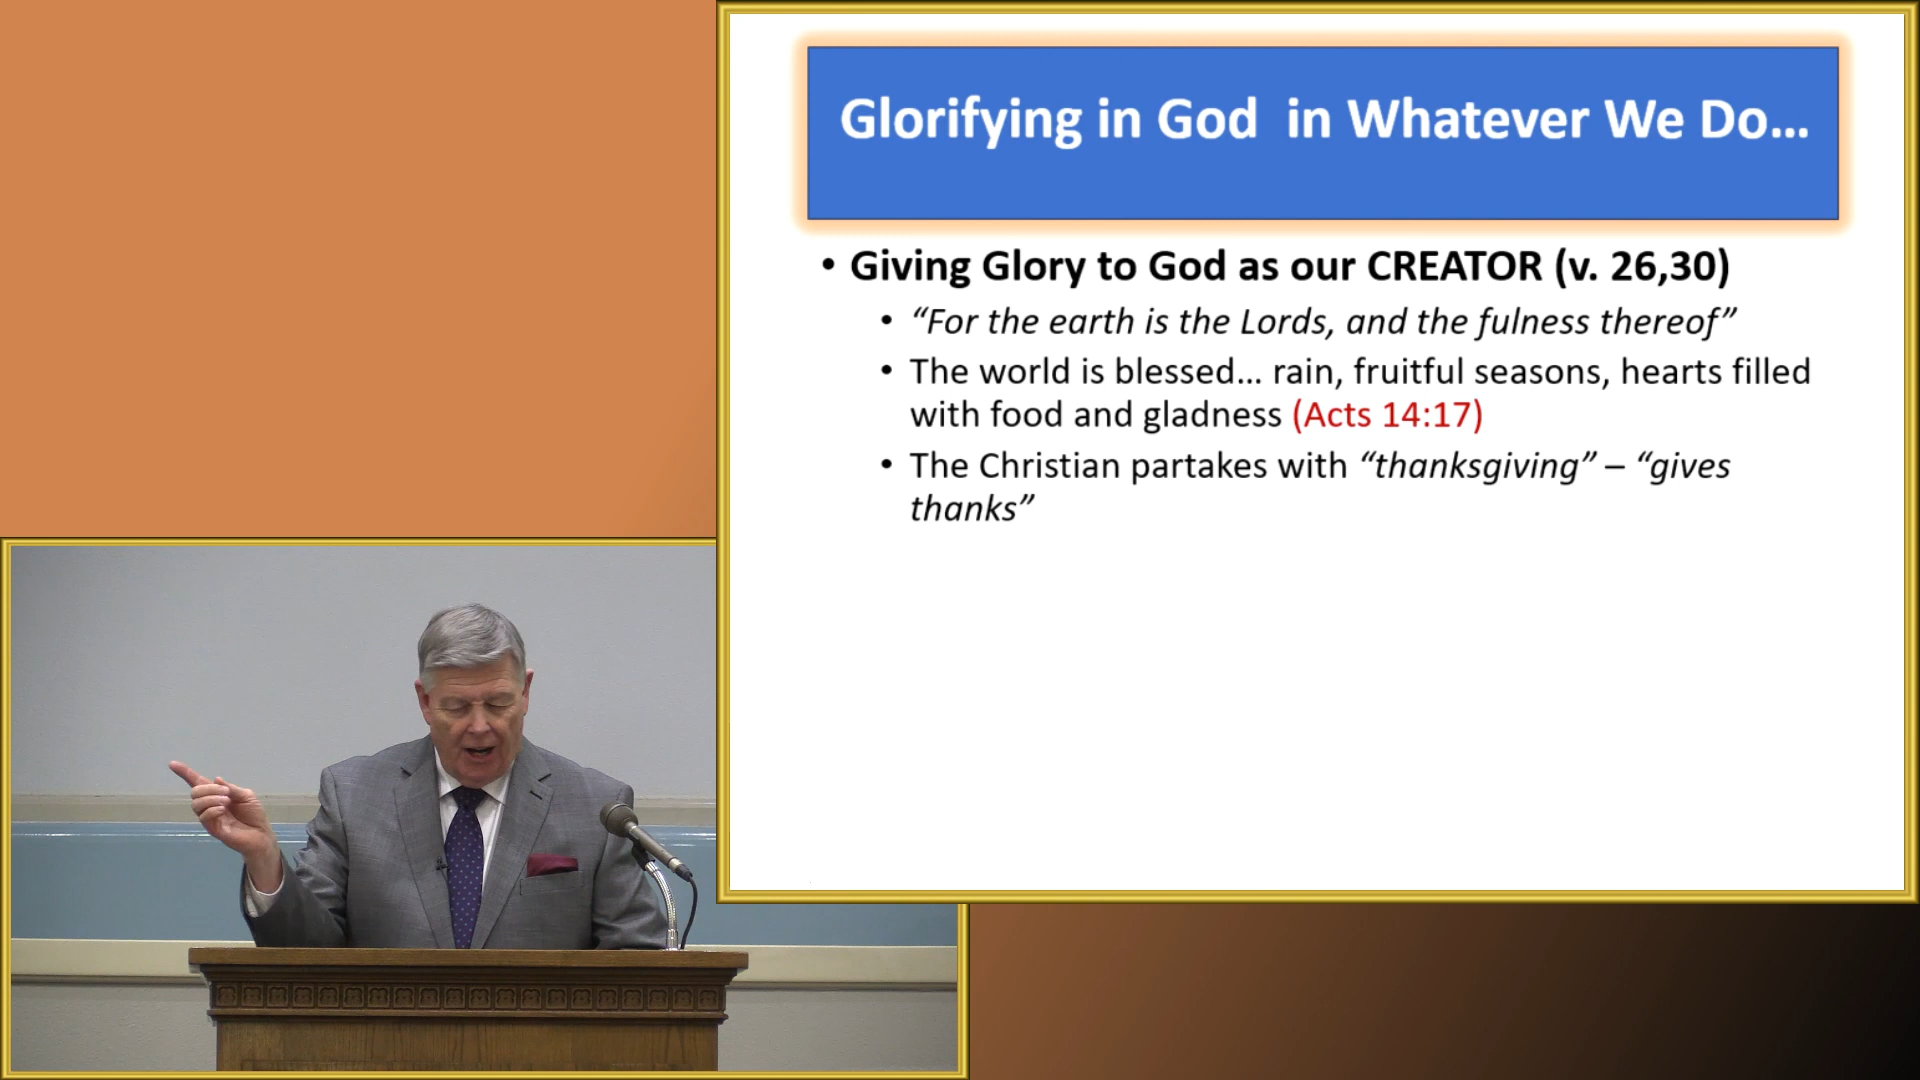 Glorifying in God  in Whatever We Do...
• Giving Glory to God as our CREATOR (v. 26,30)
• “For the earth is the Lords, and the fulness thereof”
• The world is blessed... rain, fruitful seasons, hearts filled
with food and gladness (Acts 14:17)
• The Christian partakes with “thanksgiving” – “gives
thanks”